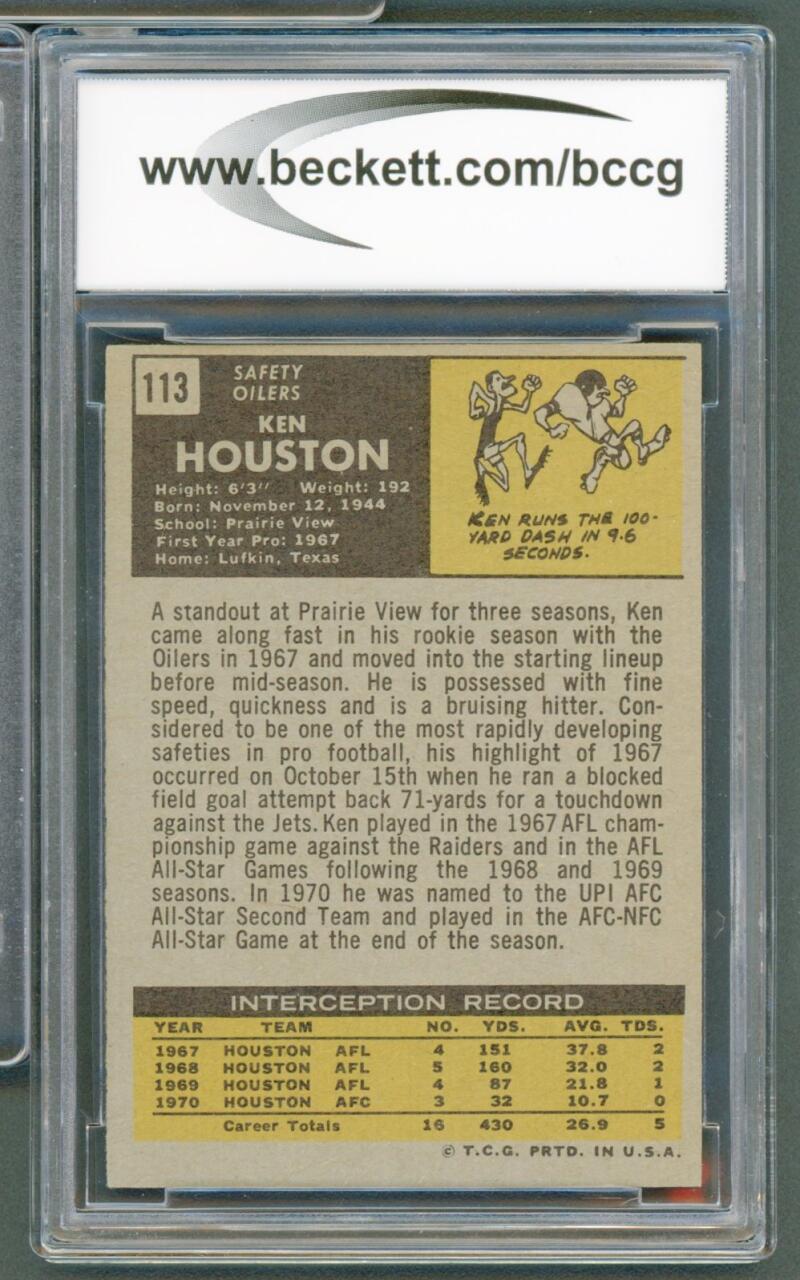 www.beckett.com/bccg
113
SAFETY
OILERS
KEN
HOUSTON
Height: 6'3" Weight: 192
Born: November 12, 1944
School: Prairie View
First Year Pro: 1967
Home: Lufkin, Texas
KEN RUNS THE 100-
YARD DASH IN 9.6
SECONDS.
A standout at Prairie View for three seasons, Ken
came along fast in his rookie season with the
Oilers in 1967 and moved into the starting lineup
before mid-season. He is possessed with fine
speed, quickness and is a bruising hitter. Con-
sidered to be one of the most rapidly developing
safeties in pro football, his highlight of 1967
occurred on October 15th when he ran a blocked
field goal attempt back 71-yards for a touchdown
against the Jets. Ken played in the 1967 AFL cham-
pionship game against the Raiders and in the AFL
All-Star Games following the 1968 and 1969
seasons. In 1970 he was named to the UPI AFC
All-Star Second Team and played in the AFC-NFC
All-Star Game at the end of the season.
INTERCEPTION RECORD
YEAR TEAM NO. YDS. AVG. TDS.
1967 HOUSTON AFL 4 151 37.8 2
1968 HOUSTON AFL 5 160 32.0 2
1969 HOUSTON AFL 4 87 21.8 1
1970 HOUSTON AFC 3 32 10.7 0
Career Totals 16 430 26.9 5
© T.C.G. PRTD. IN U.S.A.